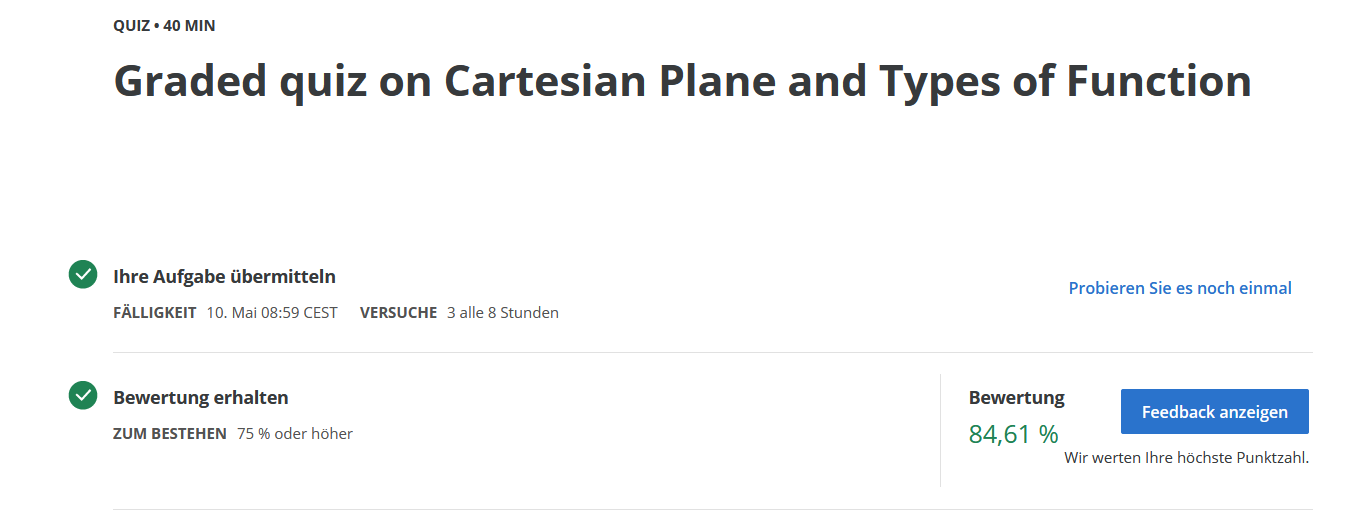 QUIZ • 40 MIN
Graded quiz on Cartesian Plane and Types of Function
Ihre Aufgabe übermitteln
FÄLLIGKEIT 10. Mai 08:59 CEST VERSUCHE 3 alle 8 Stunden
Probieren Sie es noch einmal
Bewertung erhalten
ZUM BESTEHEN 75 % oder höher
Bewertung
84,61 %
Feedback anzeigen
Wir werten Ihre höchste Punktzahl.